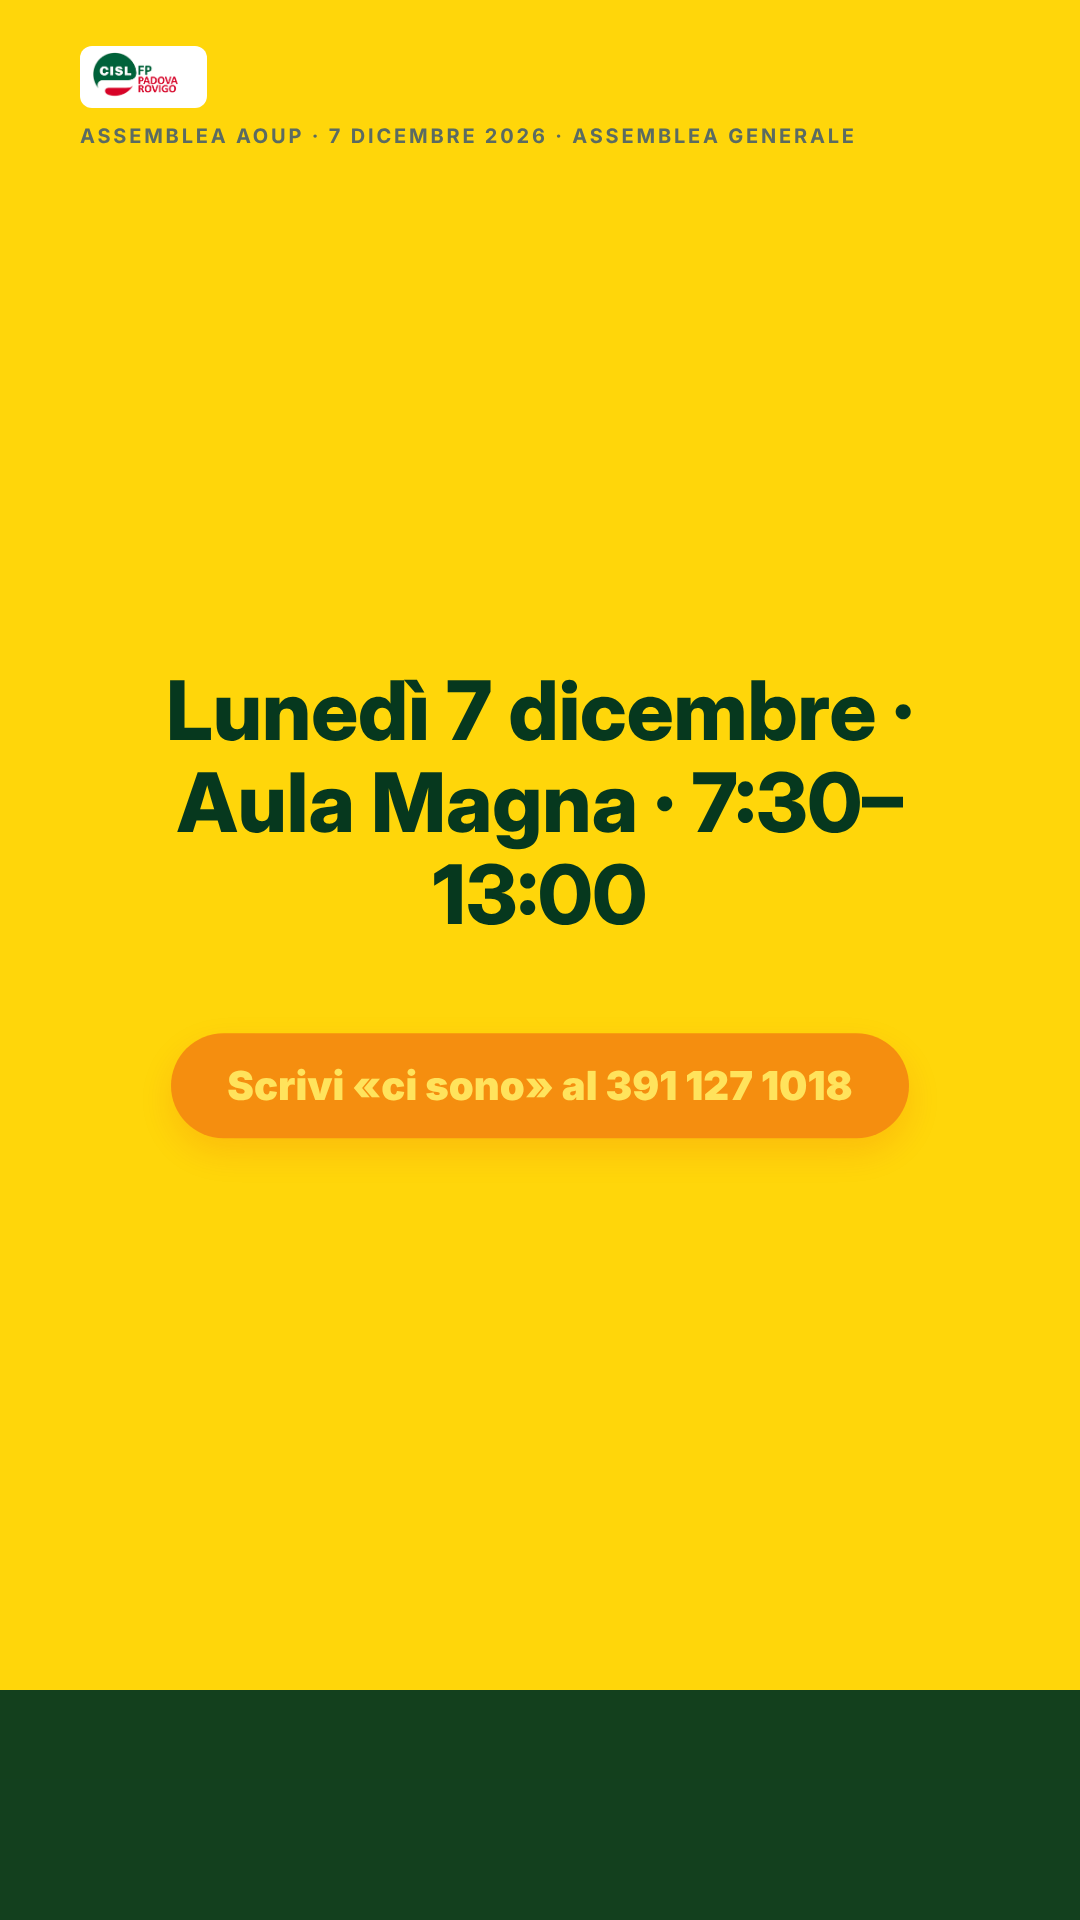 CISL FP
PADOVA
ROVIGO
ASSEMBLEA AOUP · 7 DICEMBRE 2026 · ASSEMBLEA GENERALE
Lunedì 7 dicembre ·
Aula Magna · 7:30–
13:00
Scrivi «ci sono» al 391 127 1018